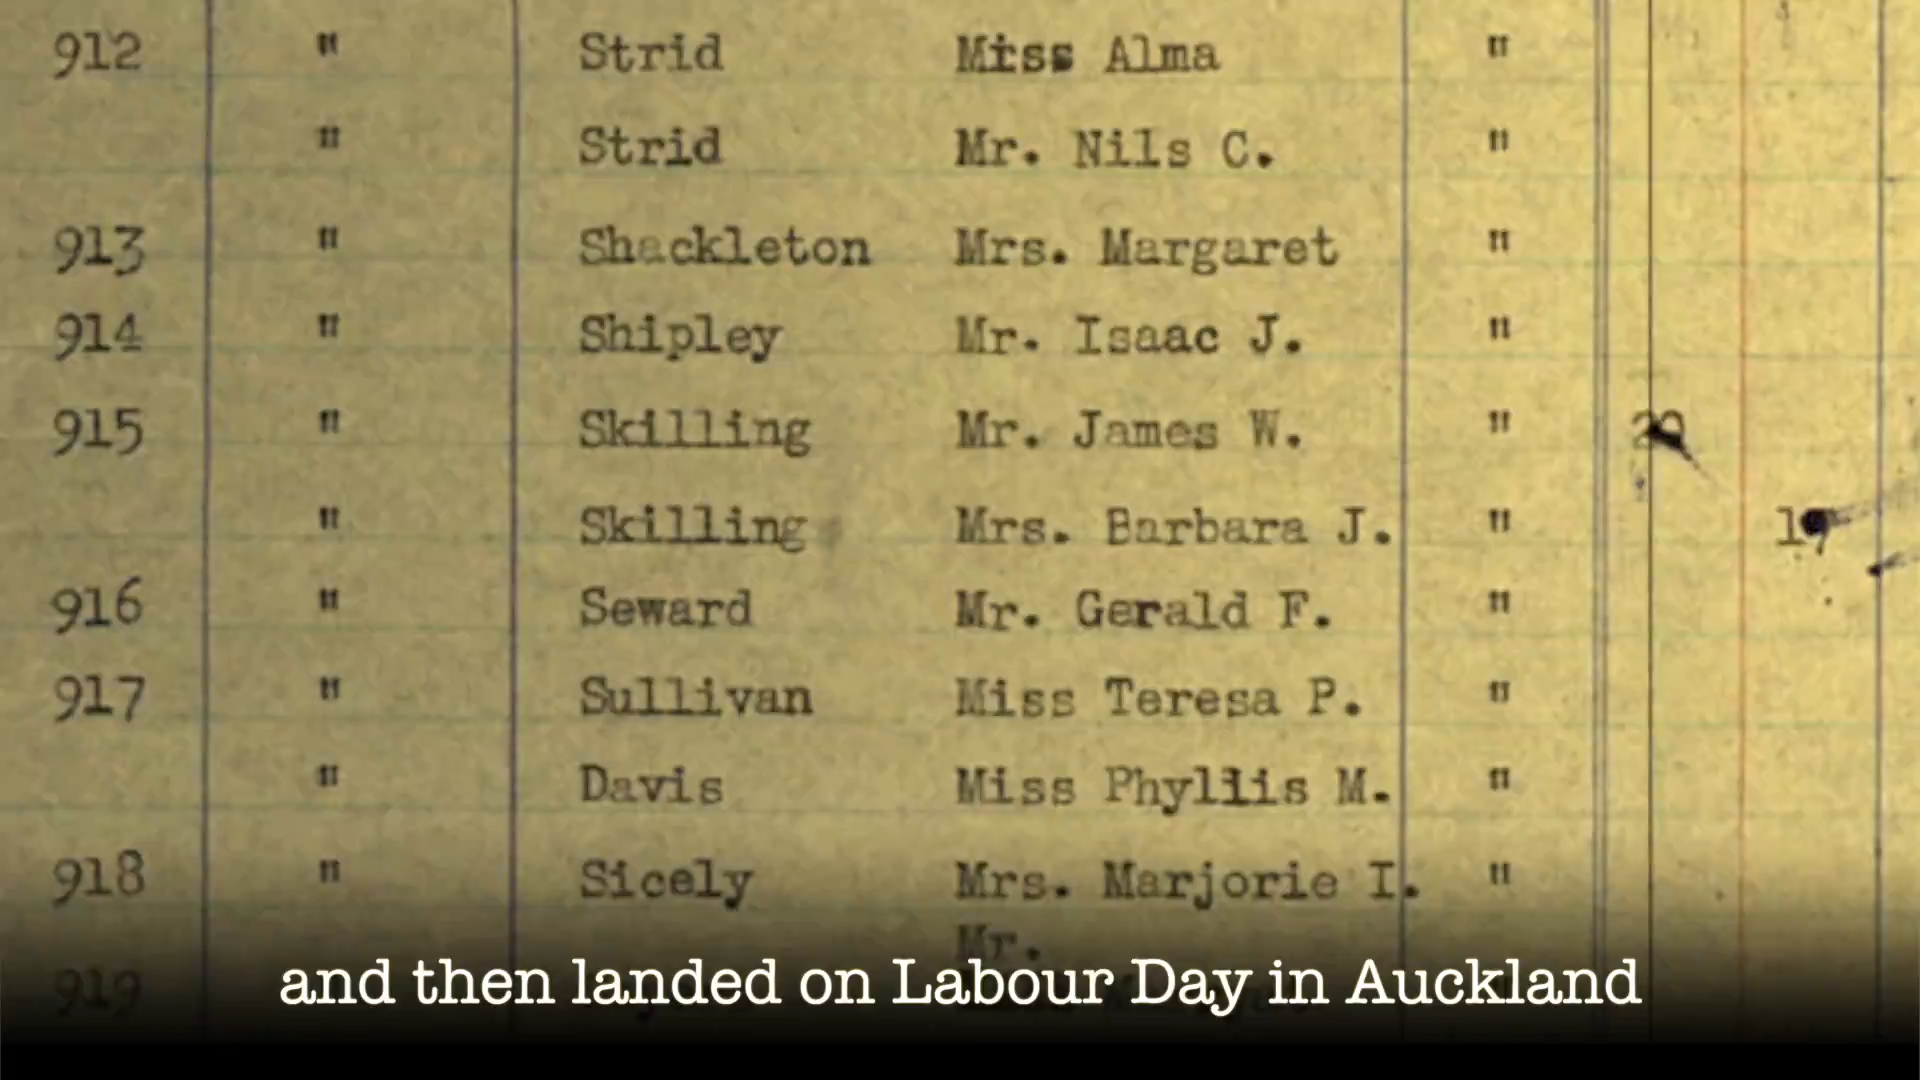 912 " Strid Miss Alma "
" Strid Mr. Nils C. "
913 " Shackleton Mrs. Margaret "
914 " Shipley Mr. Isaac J. "
915 " Skilling Mr. James W. "
" Skilling Mrs. Barbara J. "
916 " Seward Mr. Gerald F. "
917 " Sullivan Miss Teresa P. "
" Davis Miss Phyllis M. "
918 " Sicely Mrs. Marjorie I. "
Mr.
919
and then landed on Labour Day in Auckland